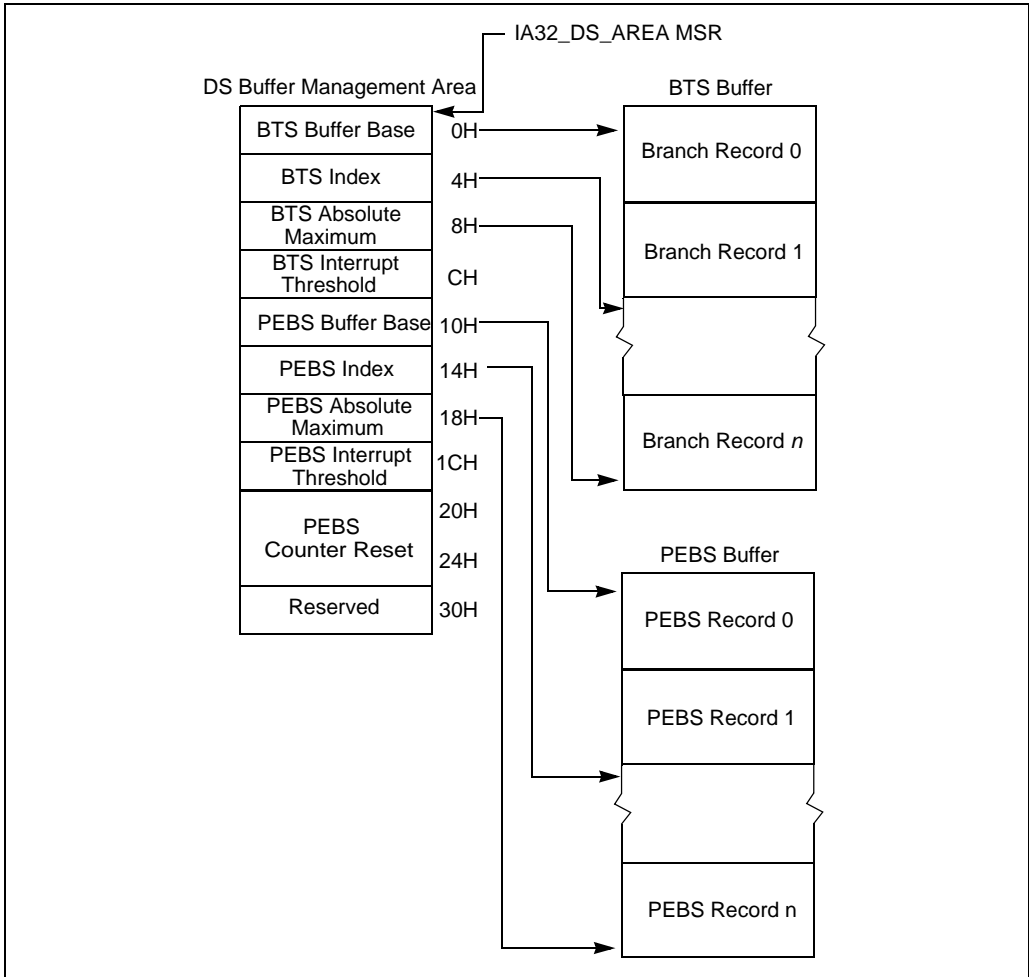 IA32_DS_AREA MSR
DS Buffer Management Area
BTS Buffer Base
0H
BTS Index
4H
BTS Absolute
Maximum
8H
BTS Interrupt
Threshold
CH
PEBS Buffer Base
10H
PEBS Index
14H
PEBS Absolute
Maximum
18H
PEBS Interrupt
Threshold
1CH
20H
PEBS
Counter Reset
24H
Reserved
30H
BTS Buffer
Branch Record 0
Branch Record 1
Branch Record n
PEBS Buffer
PEBS Record 0
PEBS Record 1
PEBS Record n